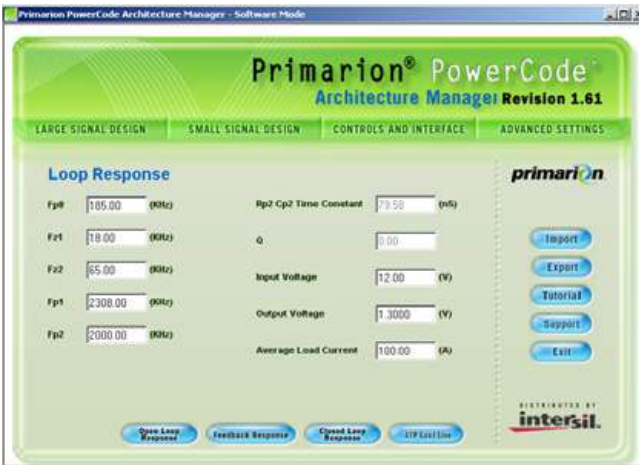 Primarion PowerCode Architecture Manager - Software Mode
Primarion® PowerCode
Architecture Manager Revision 1.61
LARGE SIGNAL DESIGN SMALL SIGNAL DESIGN CONTROLS AND INTERFACE ADVANCED SETTINGS
Loop Response
primarion
Fp0 185.00 (KHz)
Fz1 18.00 (KHz)
Fz2 65.00 (KHz)
Fp1 2308.00 (KHz)
Fp2 2000.00 (KHz)
Rp2 Cp2 Time Constant 79.58 (nS)
Q 0.00
Input Voltage 12.00 (V)
Output Voltage 1.3000 (V)
Average Load Current 100.00 (A)
Import
Export
Tutorial
Support
Exit
Open Loop Response
Feedback Response
Closed Loop Response
Load Line
DISTRIBUTED BY
intersil.